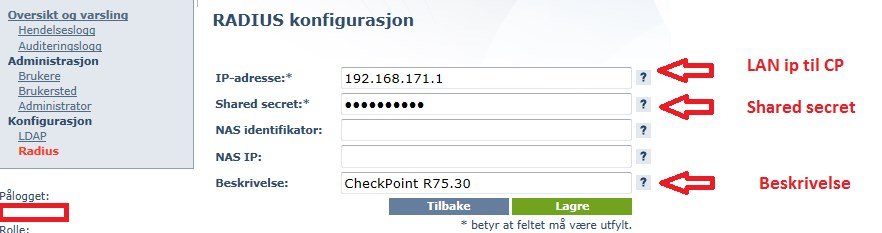 Oversikt og varsling
Hendelseslogg
Auditeringslogg
Administrasjon
Brukere
Brukersted
Administrator
Konfigurasjon
LDAP
Radius
Pålogget:
Rolle:
RADIUS konfigurasjon
IP-adresse:* 192.168.171.1 ? LAN ip til CP
Shared secret:* ●●●●●●●●●● ? Shared secret
NAS identifikator: ?
NAS IP: ?
Beskrivelse: CheckPoint R75.30 ? Beskrivelse
Tilbake Lagre
* betyr at feltet må være utfylt.